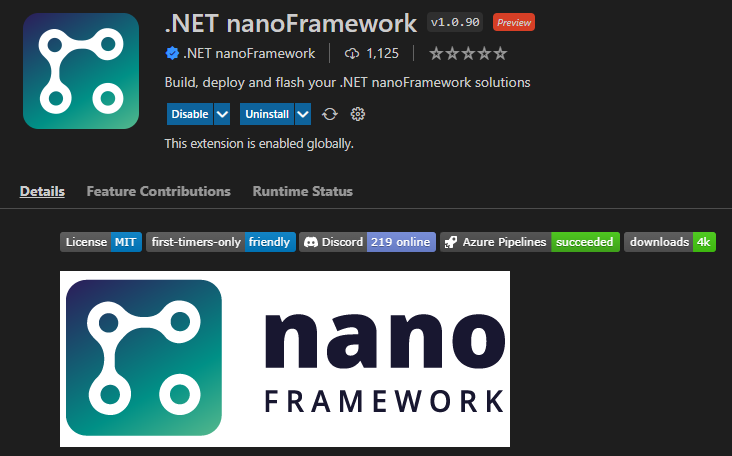 .NET nanoFramework v1.0.90 Preview
.NET nanoFramework 1,125
Build, deploy and flash your .NET nanoFramework solutions
Disable Uninstall
This extension is enabled globally.
Details Feature Contributions Runtime Status
License MIT first-timers-only friendly Discord 219 online Azure Pipelines succeeded downloads 4k
nano
FRAMEWORK